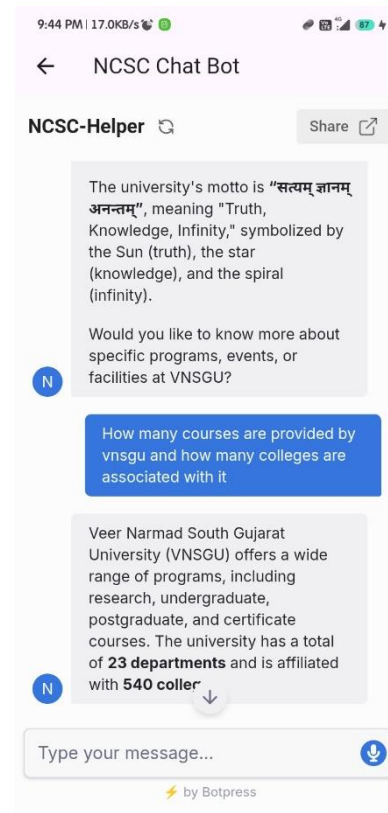 9:44 PM | 17.0KB/s
4G
87
NCSC Chat Bot
NCSC-Helper
Share
The university's motto is “सत्यम् ज्ञानम्
अनन्तम्”, meaning "Truth,
Knowledge, Infinity," symbolized by
the Sun (truth), the star
(knowledge), and the spiral
(infinity).
Would you like to know more about
specific programs, events, or
facilities at VNSGU?
N
How many courses are provided by
vnsgu and how many colleges are
associated with it
Veer Narmad South Gujarat
University (VNSGU) offers a wide
range of programs, including
research, undergraduate,
postgraduate, and certificate
courses. The university has a total
of 23 departments and is affiliated
with 540
N
Type your message...
by Botpress